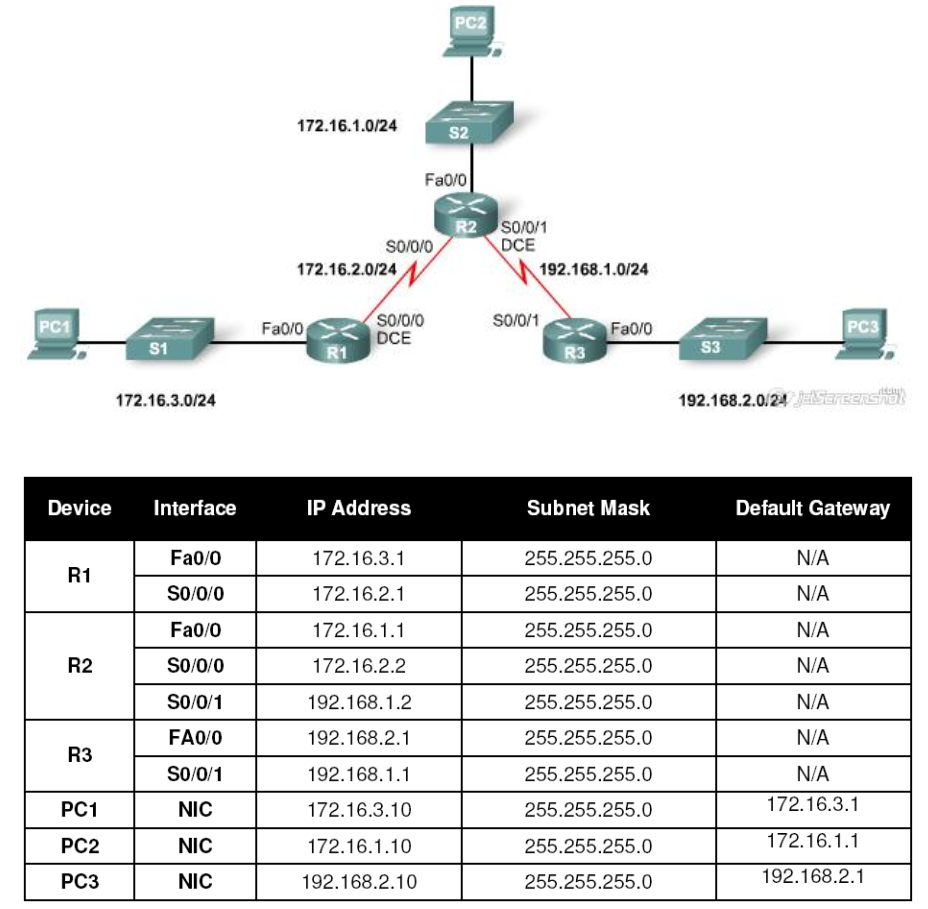 PC2
172.16.1.0/24
S2
Fa0/0
R2
S0/0/1
DCE
S0/0/0
172.16.2.0/24
192.168.1.0/24
PC1
S1
Fa0/0
R1
S0/0/0
DCE
S0/0/1
R3
Fa0/0
S3
PC3
172.16.3.0/24
192.168.2.0/24
jetScreenshot
.com
Device Interface IP Address Subnet Mask Default Gateway
R1 Fa0/0 172.16.3.1 255.255.255.0 N/A
S0/0/0 172.16.2.1 255.255.255.0 N/A
R2 Fa0/0 172.16.1.1 255.255.255.0 N/A
S0/0/0 172.16.2.2 255.255.255.0 N/A
S0/0/1 192.168.1.2 255.255.255.0 N/A
R3 FA0/0 192.168.2.1 255.255.255.0 N/A
S0/0/1 192.168.1.1 255.255.255.0 N/A
PC1 NIC 172.16.3.10 255.255.255.0 172.16.3.1
PC2 NIC 172.16.1.10 255.255.255.0 172.16.1.1
PC3 NIC 192.168.2.10 255.255.255.0 192.168.2.1